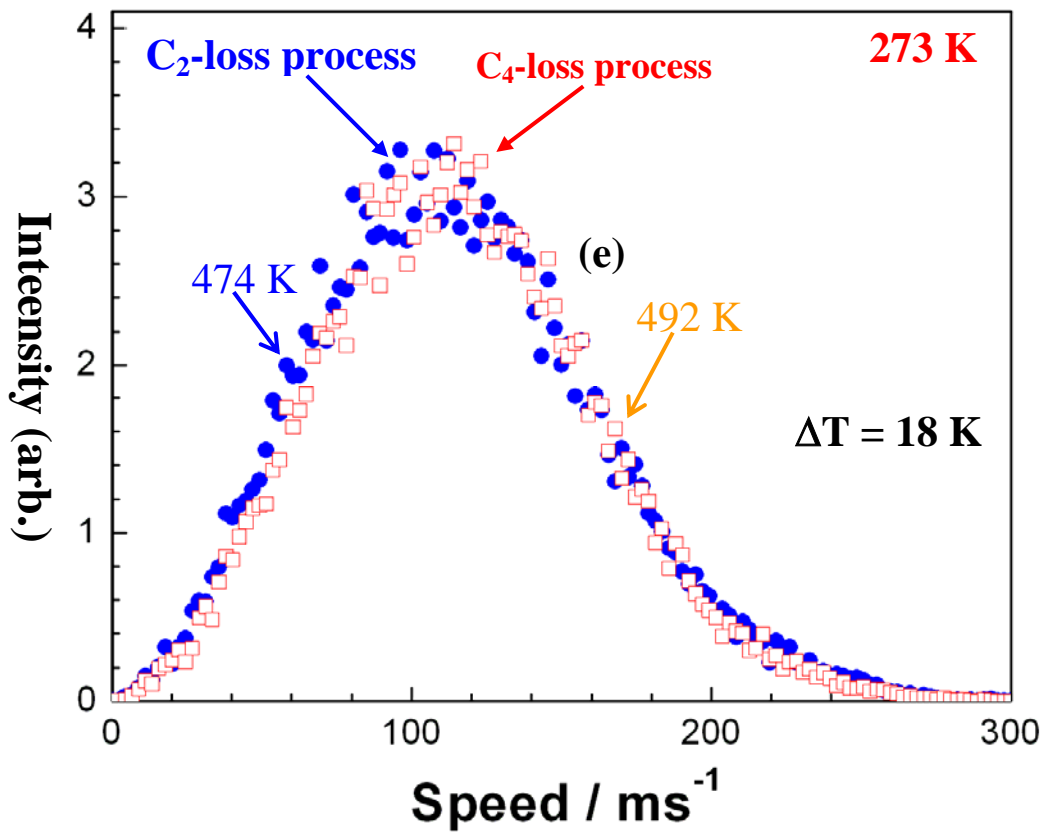 4
273 K
C₂-loss process
C₄-loss process
3
(e)
474 K
492 K
2
ΔT = 18 K
1
0
Inteensity (arb.)
0 100 200 300
Speed / ms⁻¹